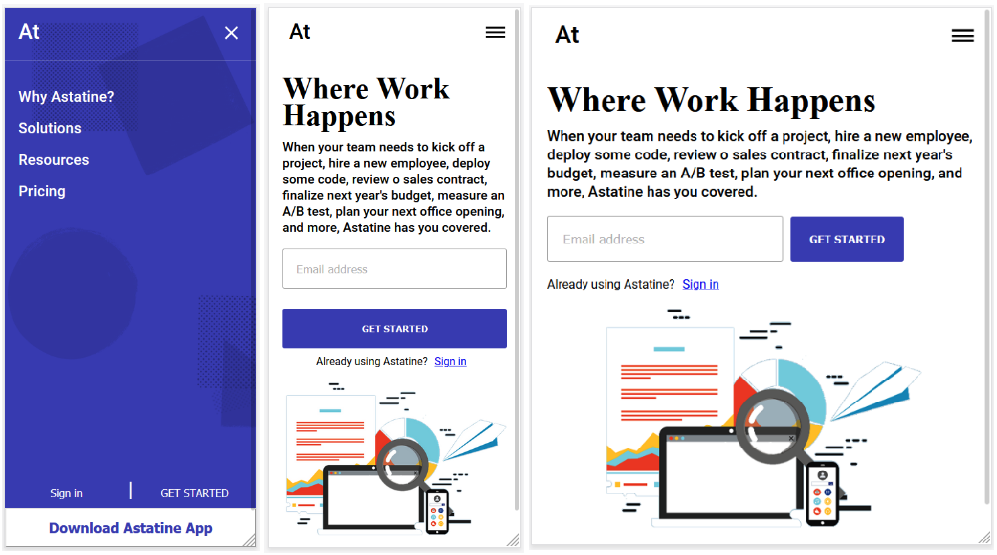 At
Why Astatine?
Solutions
Resources
Pricing
Sign in
GET STARTED
Download Astatine App
At
Where Work
Happens
When your team needs to kick off a
project, hire a new employee, deploy
some code, review o sales contract,
finalize next year's budget, measure an
A/B test, plan your next office opening,
and more, Astatine has you covered.
Email address
GET STARTED
Already using Astatine? Sign in
At
Where Work Happens
When your team needs to kick off a project, hire a new employee,
deploy some code, review o sales contract, finalize next year's
budget, measure an A/B test, plan your next office opening, and
more, Astatine has you covered.
Email address
GET STARTED
Already using Astatine? Sign in